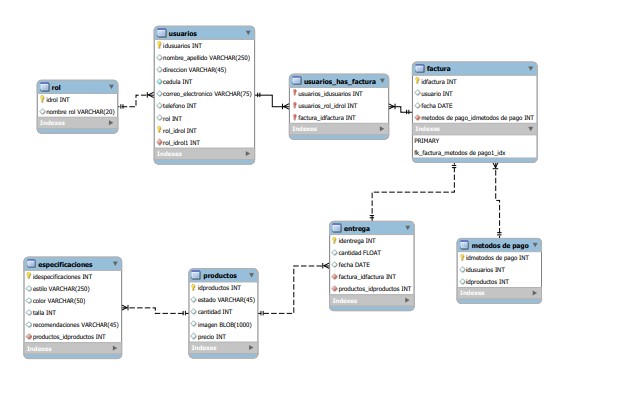 usuarios
idusuarios INT
nombre_apellido VARCHAR(250)
direccion VARCHAR(45)
cedula INT
correo_electronico VARCHAR(75)
telefono INT
rol INT
rol_idrol INT
rol_idrol1 INT
Indexes
rol
idrol INT
nombre rol VARCHAR(20)
Indexes
usuarios_has_factura
usuarios_idusuarios INT
usuarios_rol_idrol INT
factura_idfactura INT
Indexes
factura
idfactura INT
usuario INT
fecha DATE
metodos de pago_idmetodos de pago INT
Indexes
PRIMARY
fk_factura_metodos de pago1_idx
entrega
identrega INT
cantidad FLOAT
fecha DATE
factura_idfactura INT
productos_idproductos INT
Indexes
metodos de pago
idmetodos de pago INT
idusuarios INT
idproductos INT
Indexes
especificaciones
idespecificaciones INT
estilo VARCHAR(250)
color VARCHAR(50)
talla INT
recomendaciones VARCHAR(45)
productos_idproductos INT
Indexes
productos
idproductos INT
estado VARCHAR(45)
cantidad INT
imagen BLOB(1000)
precio INT
Indexes